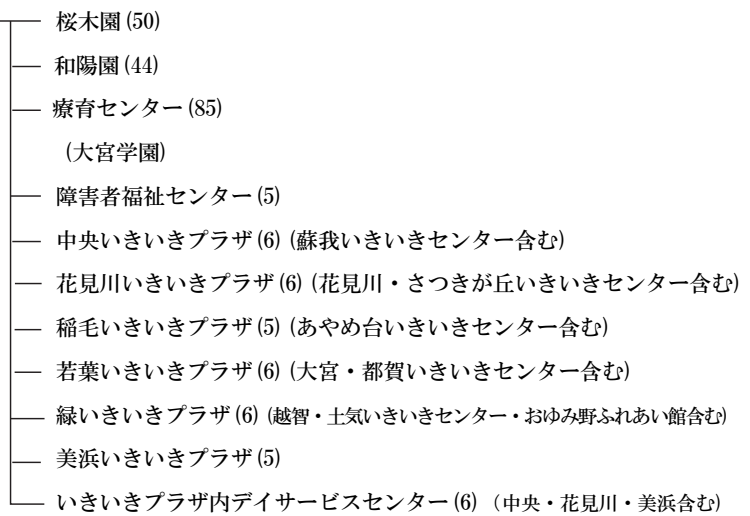 桜木園(50)
和陽園(44)
療育センター(85)
(大宮学園)
障害者福祉センター(5)
中央いきいきプラザ(6) (蘇我いきいきセンター含む)
花見川いきいきプラザ(6) (花見川・さつきが丘いきいきセンター含む)
稲毛いきいきプラザ(5) (あやめ台いきいきセンター含む)
若葉いきいきプラザ(6) (大宮・都賀いきいきセンター含む)
緑いきいきプラザ(6) (越智・土気いきいきセンター・おゆみ野ふれあい館含む)
美浜いきいきプラザ(5)
いきいきプラザ内デイサービスセンター(6) (中央・花見川・美浜含む)